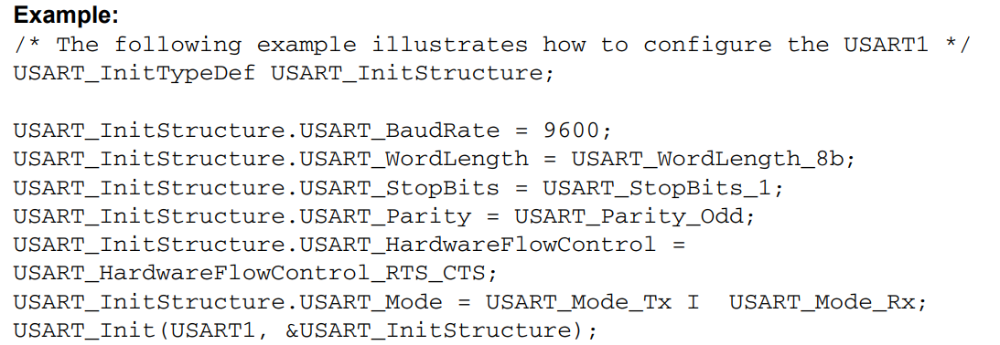 Example:
/* The following example illustrates how to configure the USART1 */
USART_InitTypeDef USART_InitStructure;

USART_InitStructure.USART_BaudRate = 9600;
USART_InitStructure.USART_WordLength = USART_WordLength_8b;
USART_InitStructure.USART_StopBits = USART_StopBits_1;
USART_InitStructure.USART_Parity = USART_Parity_Odd;
USART_InitStructure.USART_HardwareFlowControl =
USART_HardwareFlowControl_RTS_CTS;
USART_InitStructure.USART_Mode = USART_Mode_Tx I  USART_Mode_Rx;
USART_Init(USART1, &USART_InitStructure);